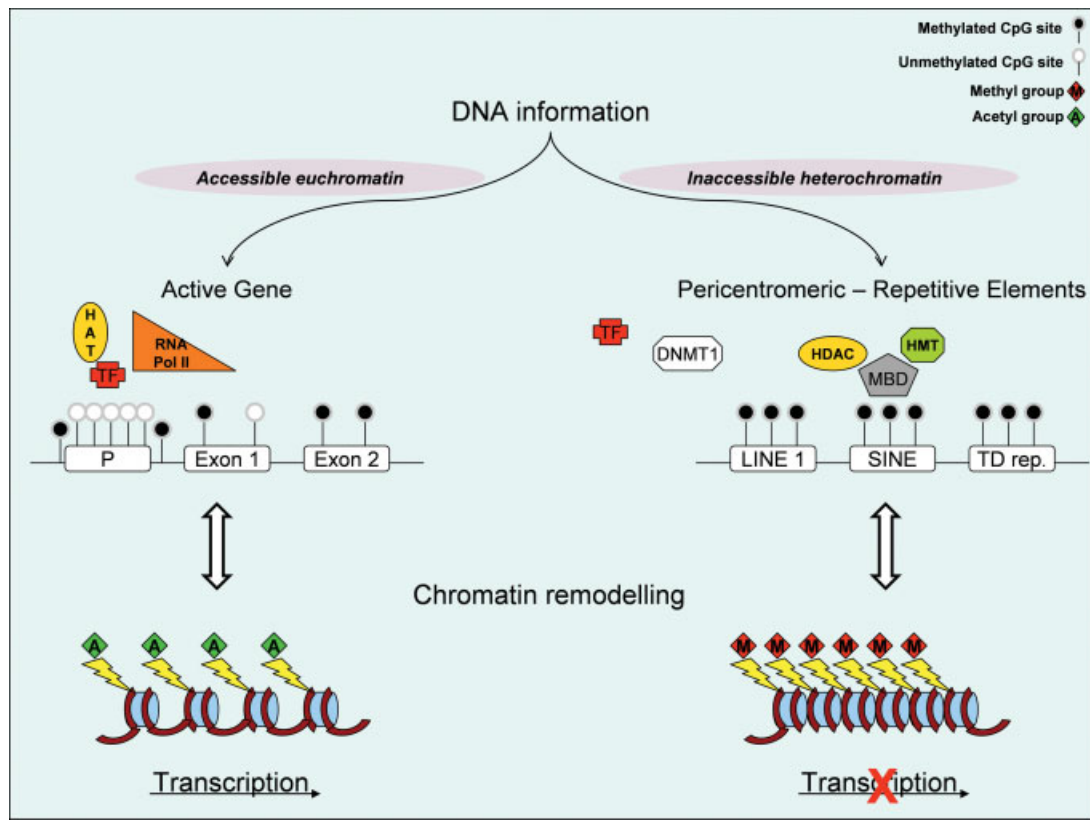 Methylated CpG site
Unmethylated CpG site
Methyl group M
Acetyl group A
DNA information
Accessible euchromatin
Inaccessible heterochromatin
Active Gene
Pericentromeric – Repetitive Elements
H
A
T
TF
RNA
Pol II
TF
DNMT1
HDAC
HMT
MBD
P
Exon 1
Exon 2
LINE 1
SINE
TD rep.
Chromatin remodelling
A A A A
M M M M M M
Transcription
Transcription
X